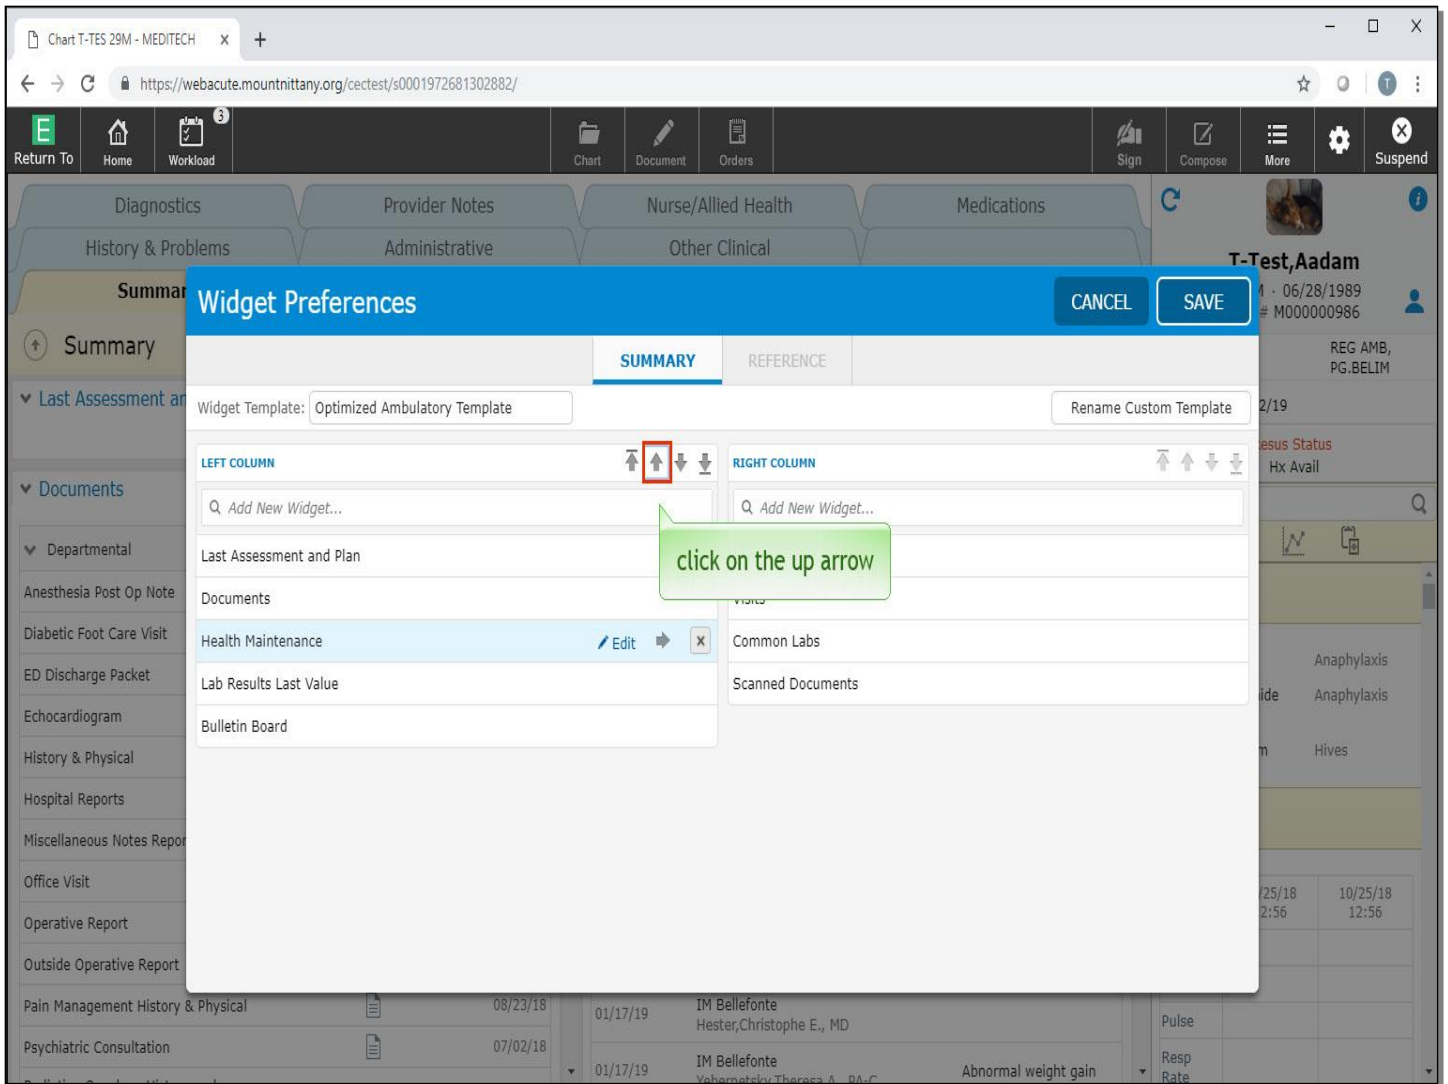 Chart T-TES 29M - MEDITECH
https://webacute.mountnittany.org/cectest/s0001972681302882/
E
3
T
Return To
Home
Workload
Chart
Document
Orders
Sign
Compose
More
Suspend
Diagnostics
Provider Notes
Nurse/Allied Health
Medications
History & Problems
Administrative
Other Clinical
T-Test,Aadam
Summar
Widget Preferences
CANCEL
SAVE
06/28/1989
# M000000986
Summary
SUMMARY
REFERENCE
REG AMB,
PG.BELIM
Last Assessment an
Widget Template:
Optimized Ambulatory Template
Rename Custom Template
2/19
LEFT COLUMN
RIGHT COLUMN
esus Status
Hx Avail
Documents
Add New Widget...
Add New Widget...
Departmental
Last Assessment and Plan
click on the up arrow
Anesthesia Post Op Note
Documents
Visits
Diabetic Foot Care Visit
Health Maintenance
Edit
x
Common Labs
Anaphylaxis
ED Discharge Packet
Lab Results Last Value
Scanned Documents
ide
Anaphylaxis
Echocardiogram
Bulletin Board
History & Physical
m
Hives
Hospital Reports
Miscellaneous Notes Repor
Office Visit
/25/18
2:56
10/25/18
12:56
Operative Report
Outside Operative Report
Pain Management History & Physical
08/23/18
01/17/19
IM Bellefonte
Hester,Christophe E., MD
Pulse
Psychiatric Consultation
07/02/18
01/17/19
IM Bellefonte
Yebernetsky Theresa A PA-C
Abnormal weight gain
Resp
Rate